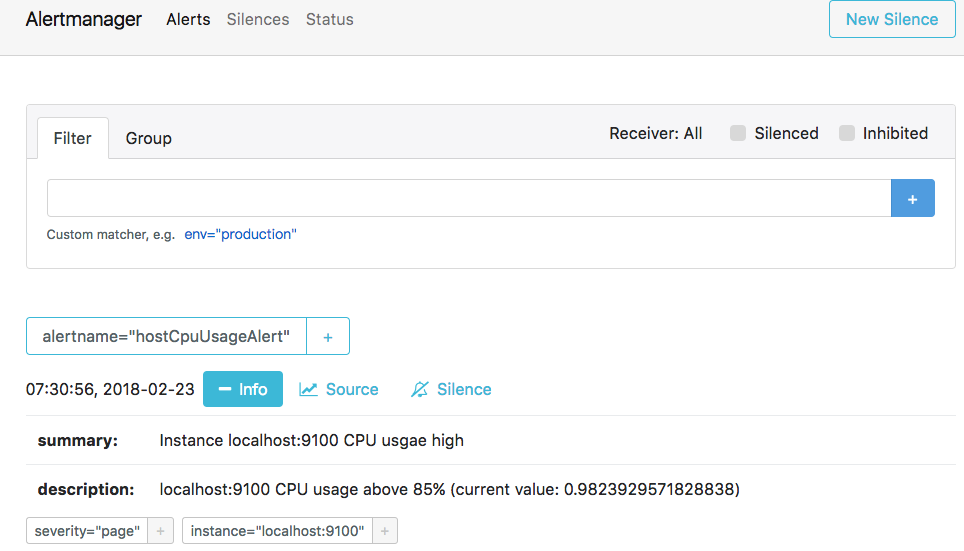 Alertmanager Alerts Silences Status New Silence
Filter Group Receiver: All Silenced Inhibited
+
Custom matcher, e.g. env="production"
alertname="hostCpuUsageAlert" +
07:30:56, 2018-02-23 Info Source Silence
summary: Instance localhost:9100 CPU usgae high
description: localhost:9100 CPU usage above 85% (current value: 0.9823929571828838)
severity="page" + instance="localhost:9100" +